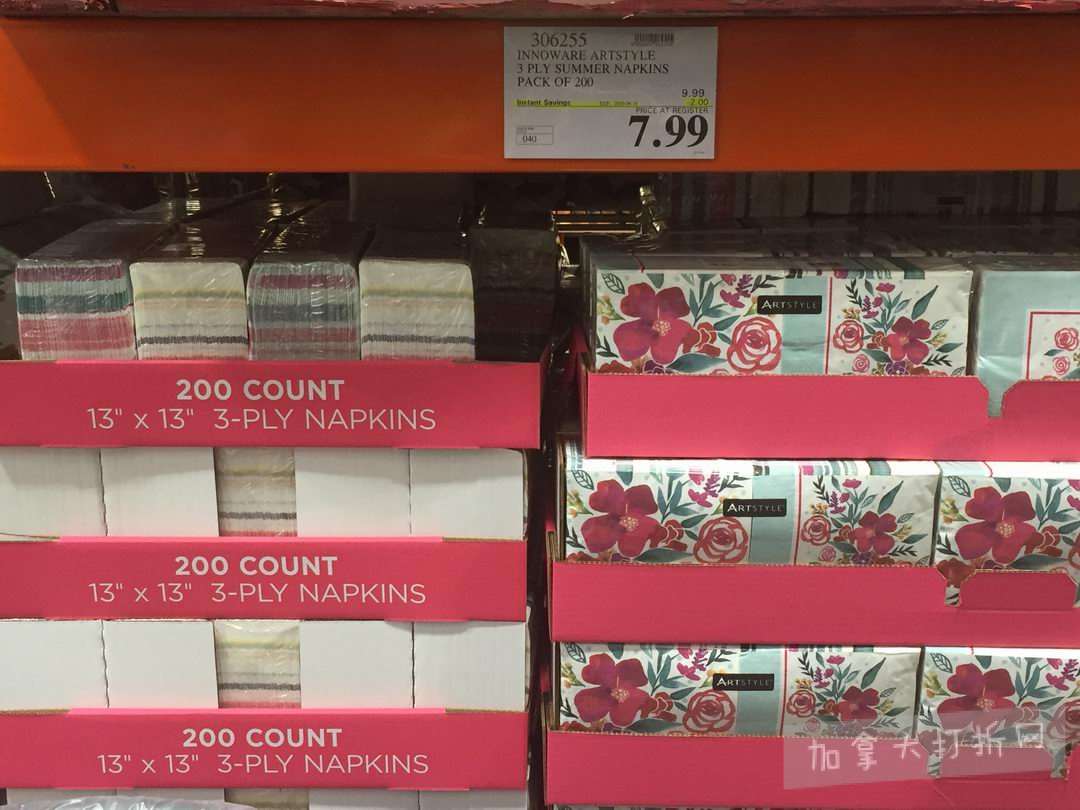 306255
INNOWARE ARTSTYLE
3 PLY SUMMER NAPKINS
PACK OF 200
9.99
Instant Savings
-2.00
PRICE AT REGISTER
7.99
040
ARTSTYLE
200 COUNT
13" x 13" 3-PLY NAPKINS
ARTSTYLE
200 COUNT
13" x 13" 3-PLY NAPKINS
ARTSTYLE
200 COUNT
13" x 13" 3-PLY NAPKINS
加拿大打折网